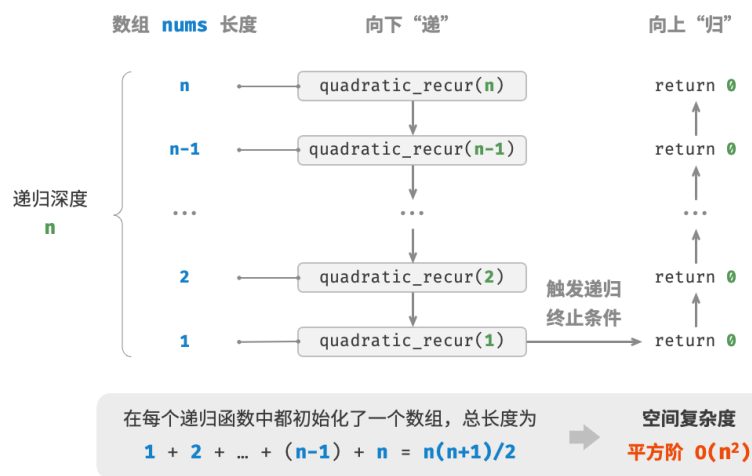 数组 nums 长度 向下“递” 向上“归”
n quadratic_recur(n) return 0
n-1 quadratic_recur(n-1) return 0
递归深度
n
... ... ...
2 quadratic_recur(2) return 0
触发递归
终止条件
1 quadratic_recur(1) return 0
在每个递归函数中都初始化了一个数组，总长度为
1 + 2 + … + (n-1) + n = n(n+1)/2
空间复杂度
平方阶 O(n²)